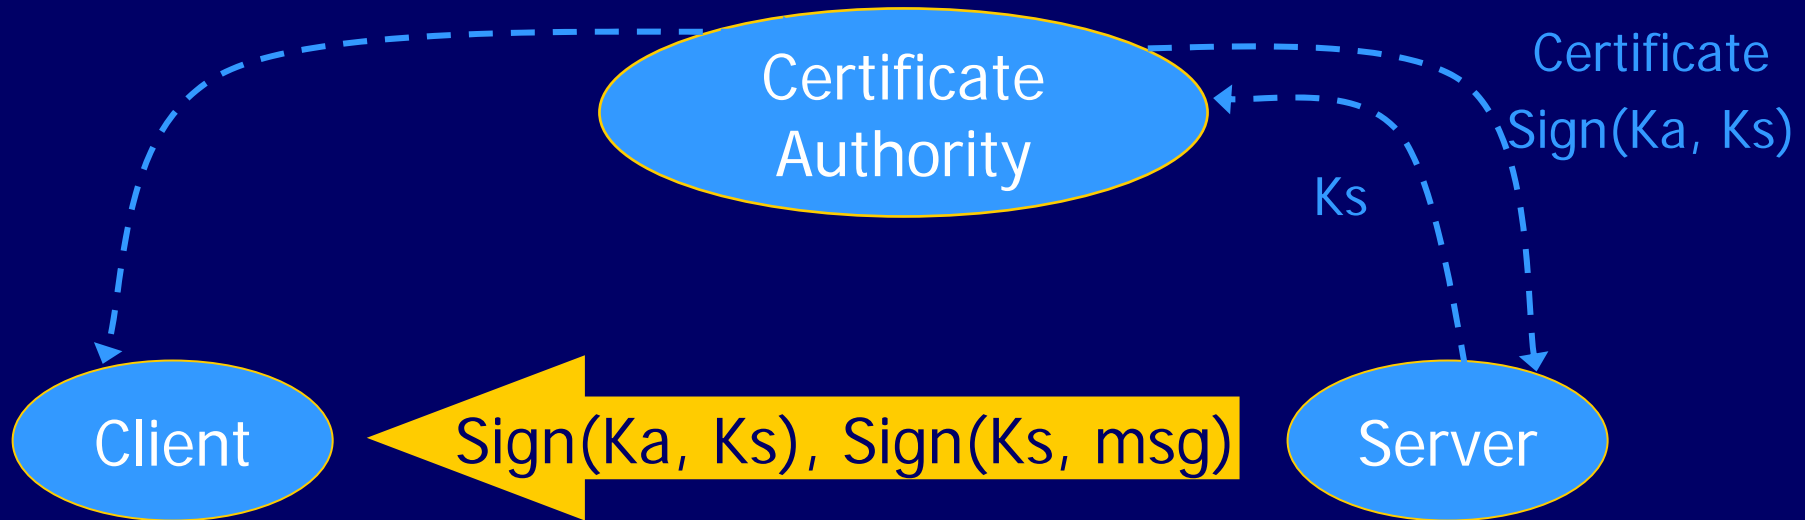 Certificate
Authority
Certificate
Sign(Ka, Ks)
Ks
Client
Sign(Ka, Ks), Sign(Ks, msg)
Server